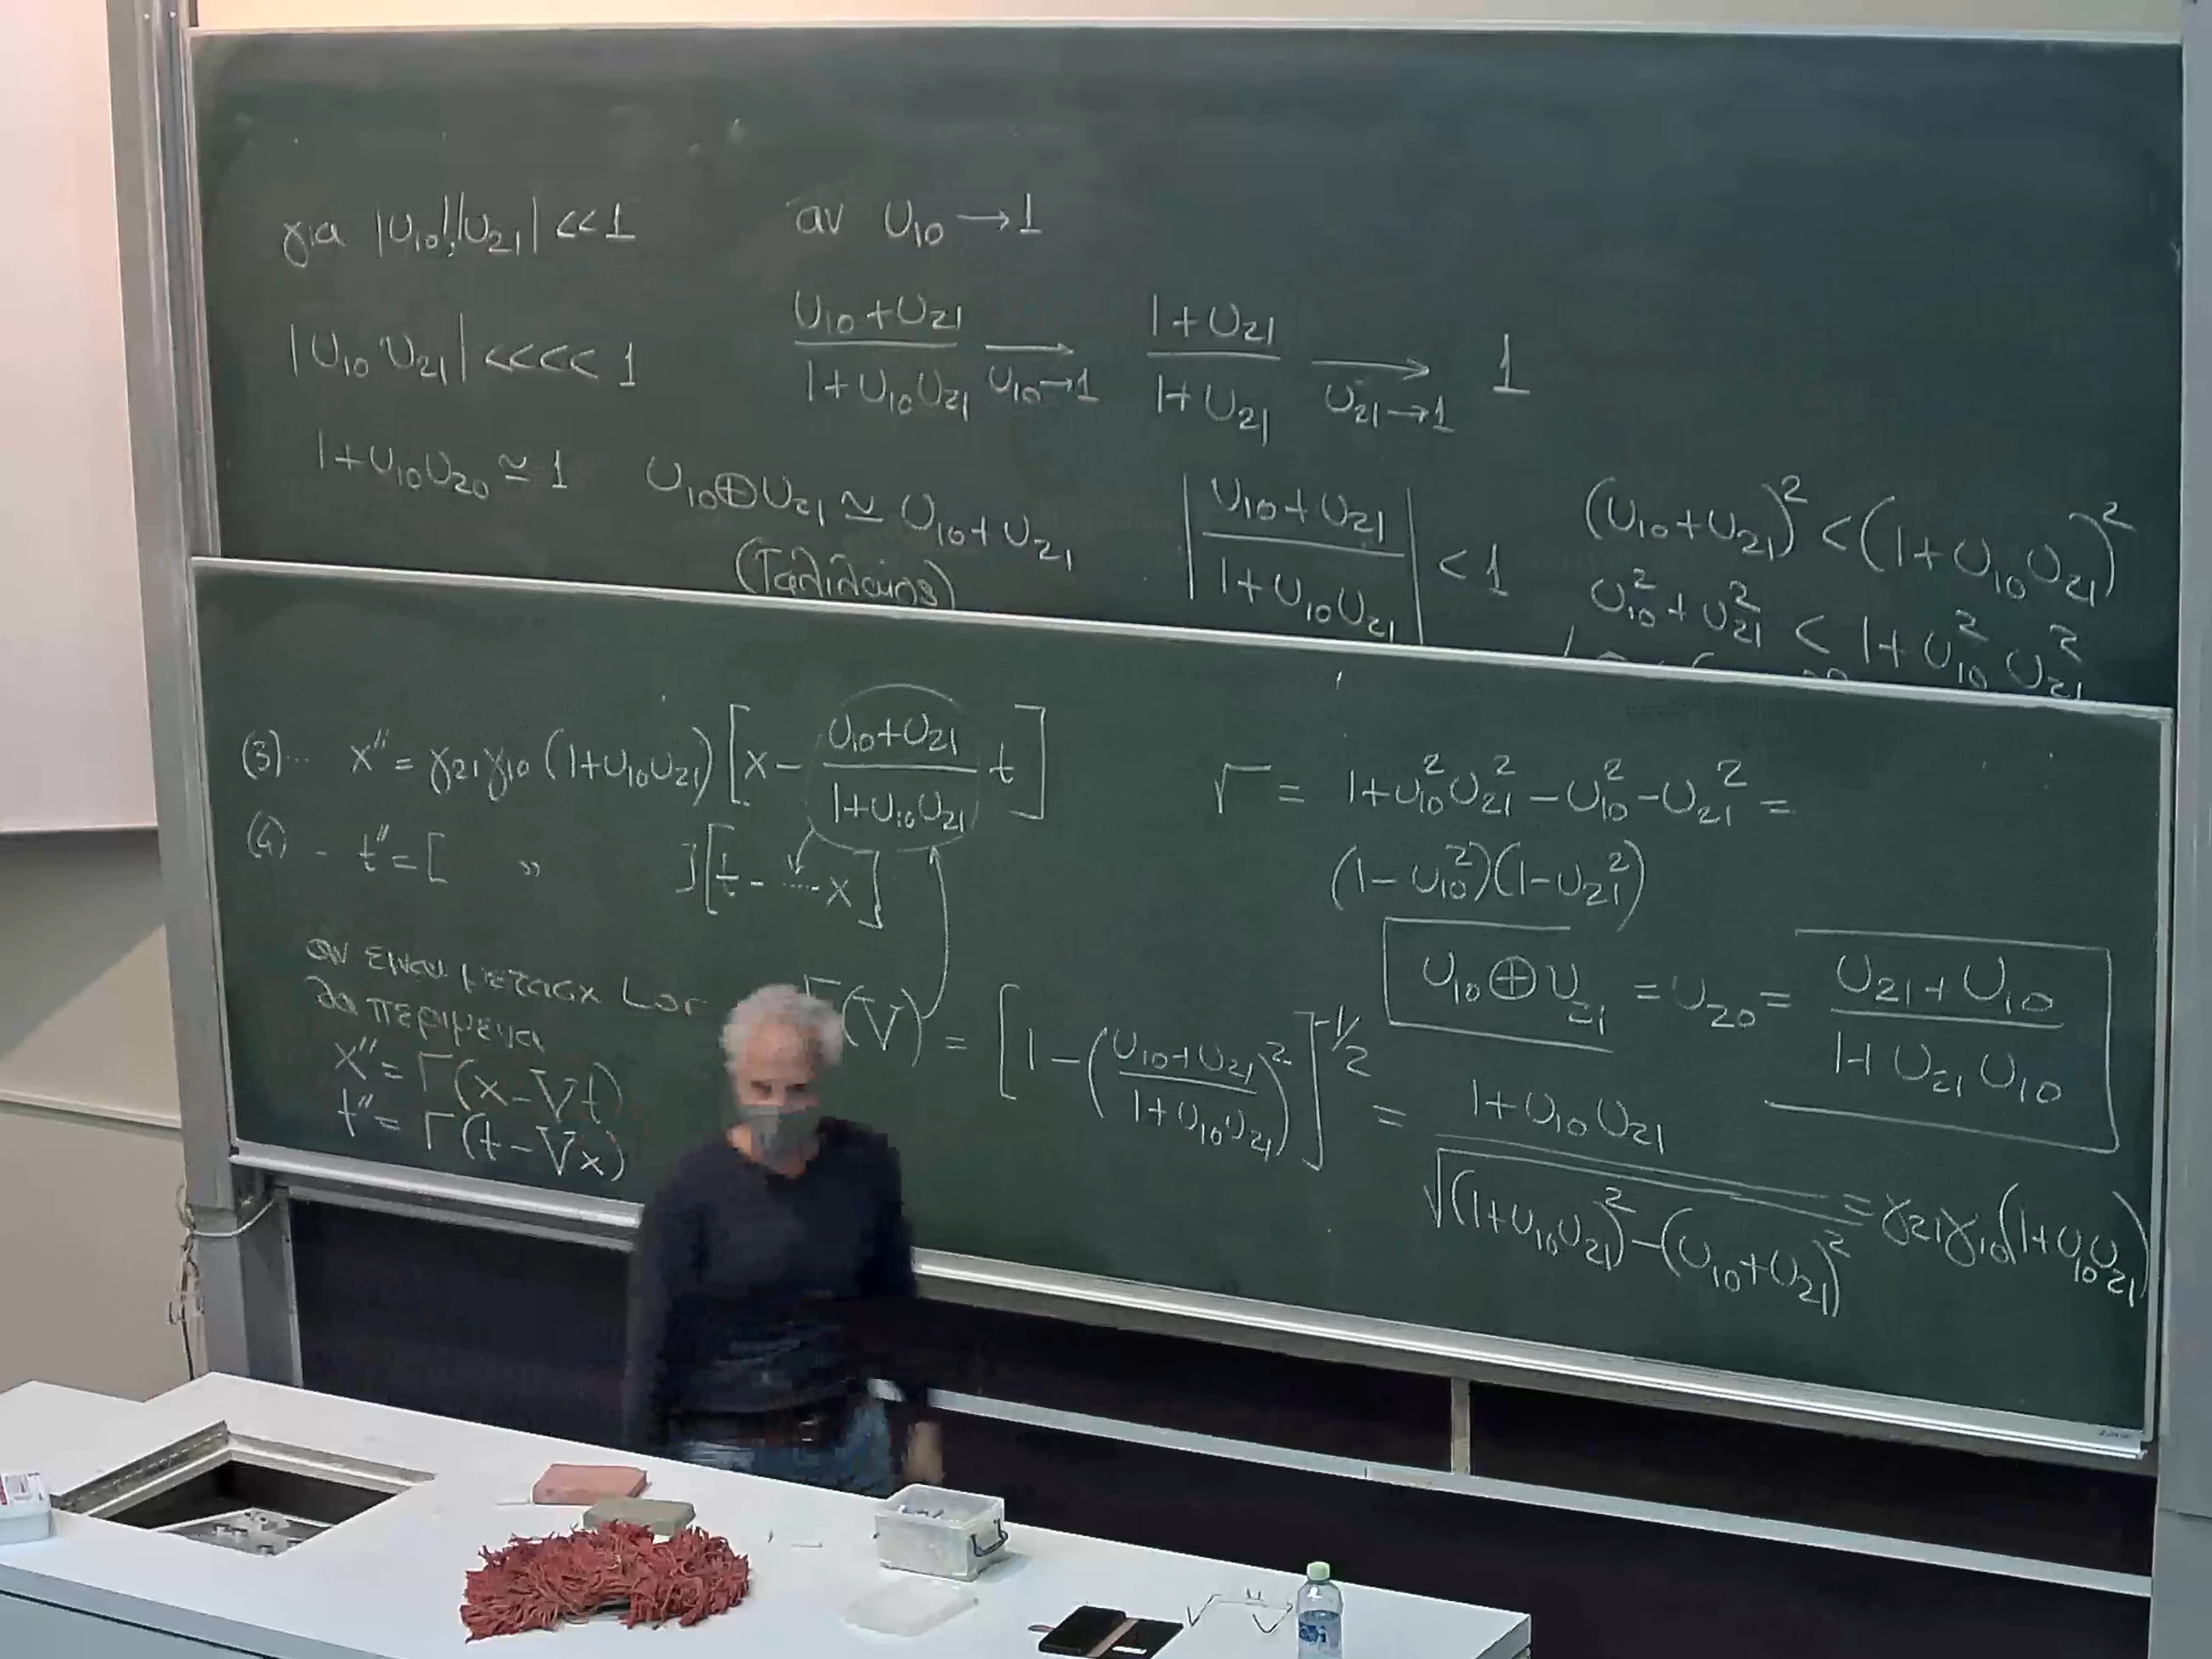 για |υ₁₀|,|υ₂₁| << 1
|υ₁₀ υ₂₁| <<<< 1
1+υ₁₀υ₂₀ ≃ 1
υ₁₀⊕υ₂₁ ≃ υ₁₀+υ₂₁
(Γαλιλαίος)
αν υ₁₀ → 1
(υ₁₀+υ₂₁)/(1+υ₁₀υ₂₁) →(υ₁₀→1) (1+υ₂₁)/(1+υ₂₁) →(υ₂₁→1) 1
|(υ₁₀+υ₂₁)/(1+υ₁₀υ₂₁)| < 1
(υ₁₀+υ₂₁)² < (1+υ₁₀υ₂₁)²
υ₁₀²+υ₂₁² < 1+υ₁₀²υ₂₁²
(3)... x″ = γ₂₁γ₁₀(1+υ₁₀υ₂₁)[x − (υ₁₀+υ₂₁)/(1+υ₁₀υ₂₁) t]
(4) - t″ = [ » ][t − ..... x]
αν είναι μετασχ Lor
θα περίμενα
x″ = Γ(x−Vt)
t″ = Γ(t−Vx)
Γ(V) = [1−((υ₁₀+υ₂₁)/(1+υ₁₀υ₂₁))²]^(-1/2) = (1+υ₁₀υ₂₁)/√((1+υ₁₀υ₂₁)²−(υ₁₀+υ₂₁)²) = γ₂₁γ₁₀(1+υ₁₀υ₂₁)
√ = 1+υ₁₀²υ₂₁²−υ₁₀²−υ₂₁² =
(1−υ₁₀²)(1−υ₂₁²)
υ₁₀⊕υ₂₁ = υ₂₀ = (υ₂₁+υ₁₀)/(1+υ₂₁υ₁₀)